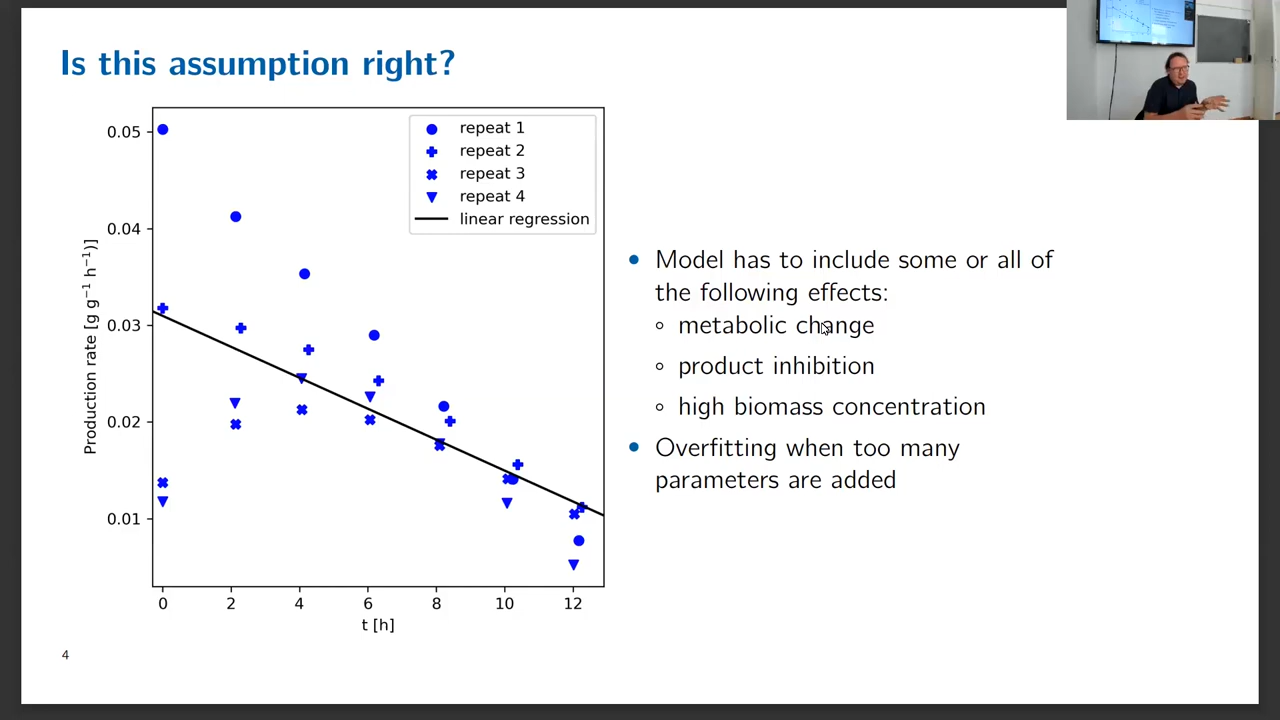 Is this assumption right?
0.05
0.04
0.03
0.02
0.01
Production rate [g g⁻¹ h⁻¹)]
0 2 4 6 8 10 12
t [h]
repeat 1
repeat 2
repeat 3
repeat 4
linear regression
• Model has to include some or all of
the following effects:
◦ metabolic change
◦ product inhibition
◦ high biomass concentration
• Overfitting when too many
parameters are added
4